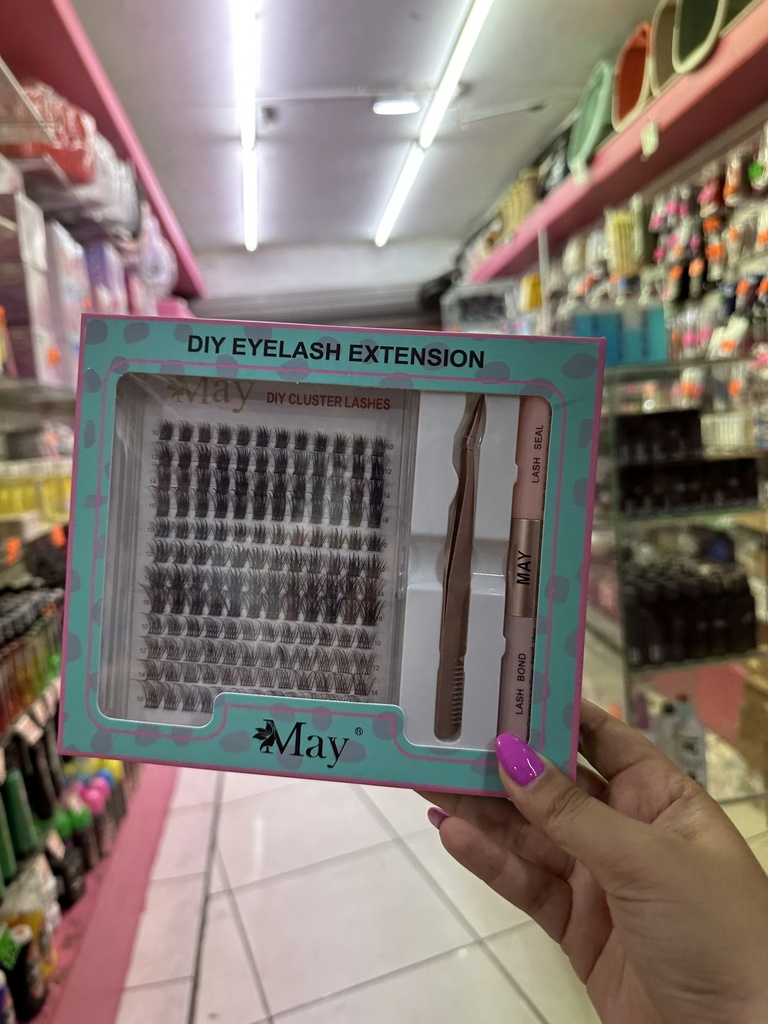 DIY EYELASH EXTENSION
May
DIY CLUSTER LASHES
LASH SEAL
MAY
LASH BOND
May®